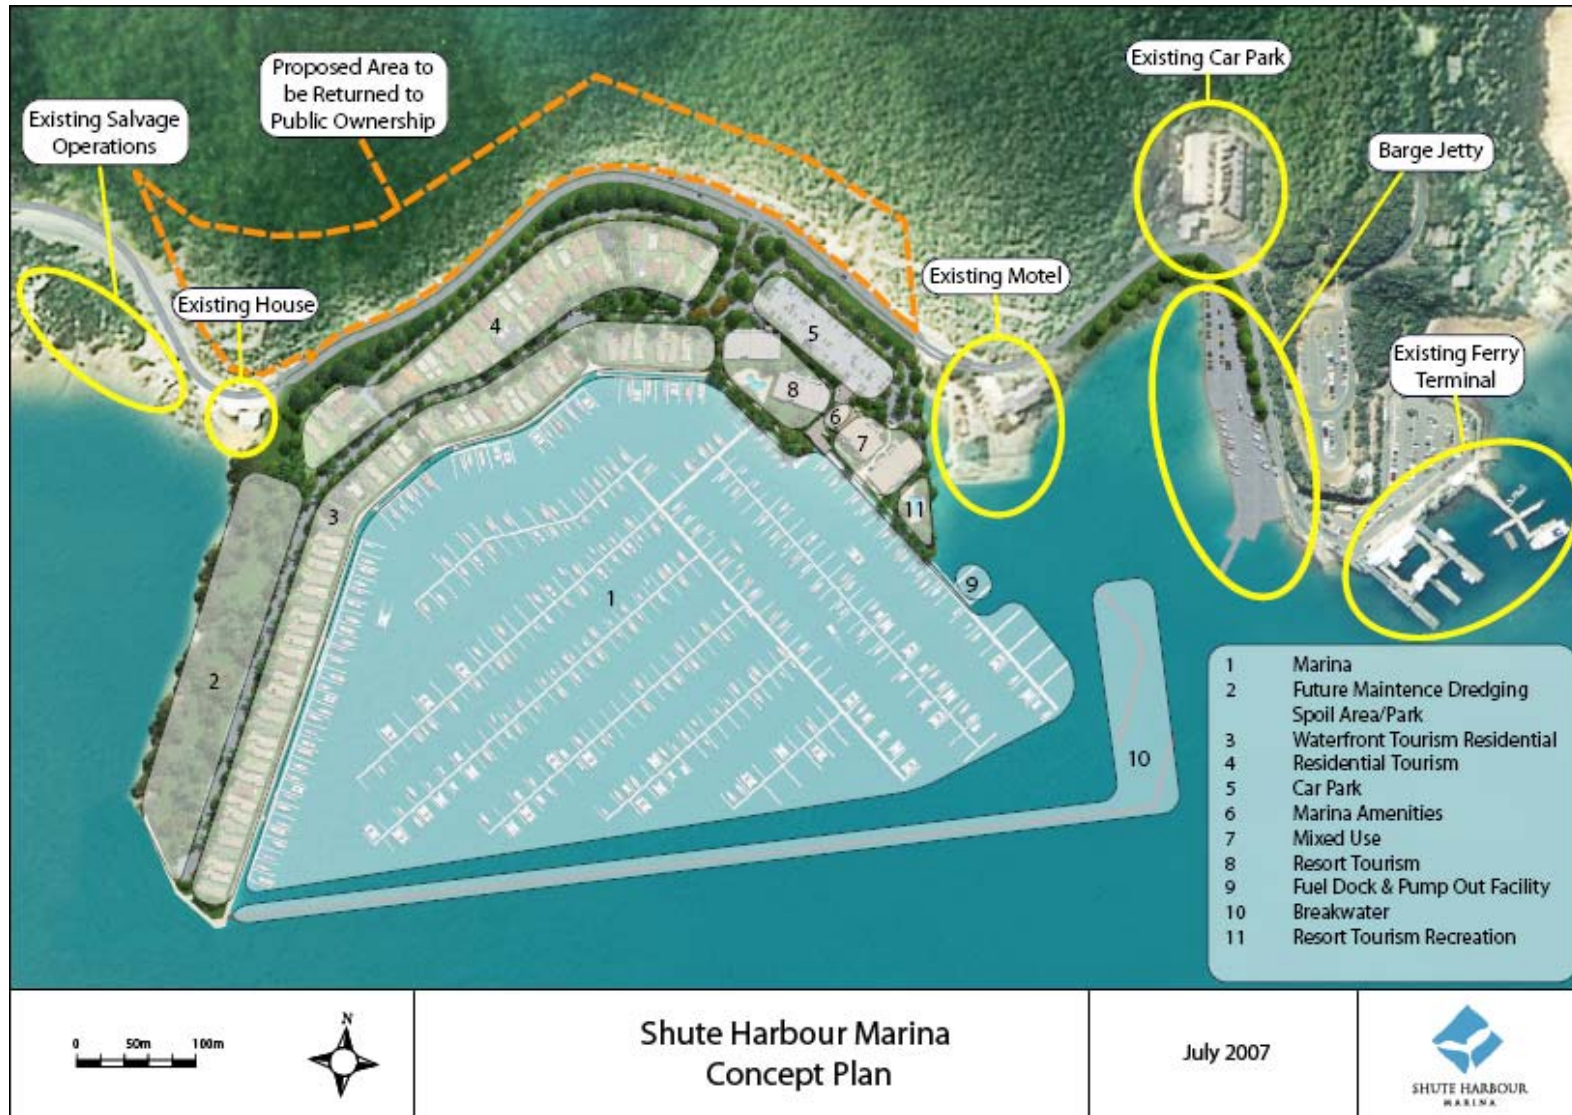 Existing Car Park
Proposed Area to
be Returned to
Public Ownership
Existing Salvage
Operations
Barge Jetty
Existing House
Existing Motel
Existing Ferry
Terminal
4
5
8
6
7
3
11
9
1
2
10
1 Marina
2 Future Maintence Dredging
Spoil Area/Park
3 Waterfront Tourism Residential
4 Residential Tourism
5 Car Park
6 Marina Amenities
7 Mixed Use
8 Resort Tourism
9 Fuel Dock & Pump Out Facility
10 Breakwater
11 Resort Tourism Recreation
0 50m 100m
N
Shute Harbour Marina
Concept Plan
July 2007
SHUTE HARBOUR
MARINA